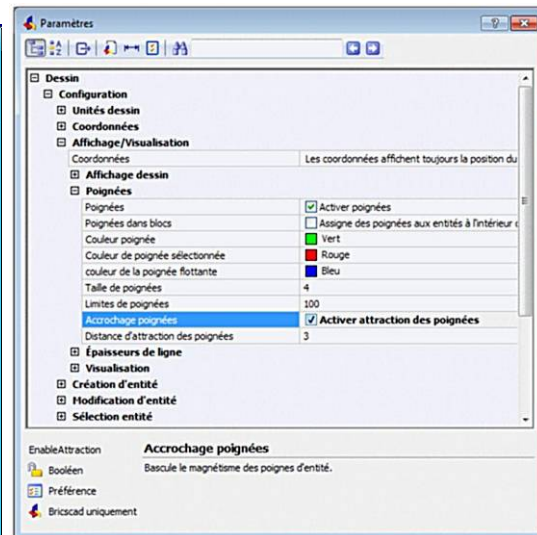 Paramètres
Dessin
Configuration
Unités dessin
Coordonnées
Affichage/Visualisation
Coordonnées Les coordonnées affichent toujours la position du
Affichage dessin
Poignées
Poignées Activer poignées
Poignées dans blocs Assigne des poignées aux entités à l'intérieur
Couleur poignée Vert
Couleur de poignée sélectionnée Rouge
couleur de la poignée flottante Bleu
Taille de poignées 4
Limites de poignées 100
Accrochage poignées Activer attraction des poignées
Distance d'attraction des poignées 3
Épaisseurs de ligne
Visualisation
Création d'entité
Modification d'entité
Sélection entité
EnableAttraction Accrochage poignées
Booléen Bascule le magnétisme des poignes d'entité.
Préférence
Bricscad uniquement